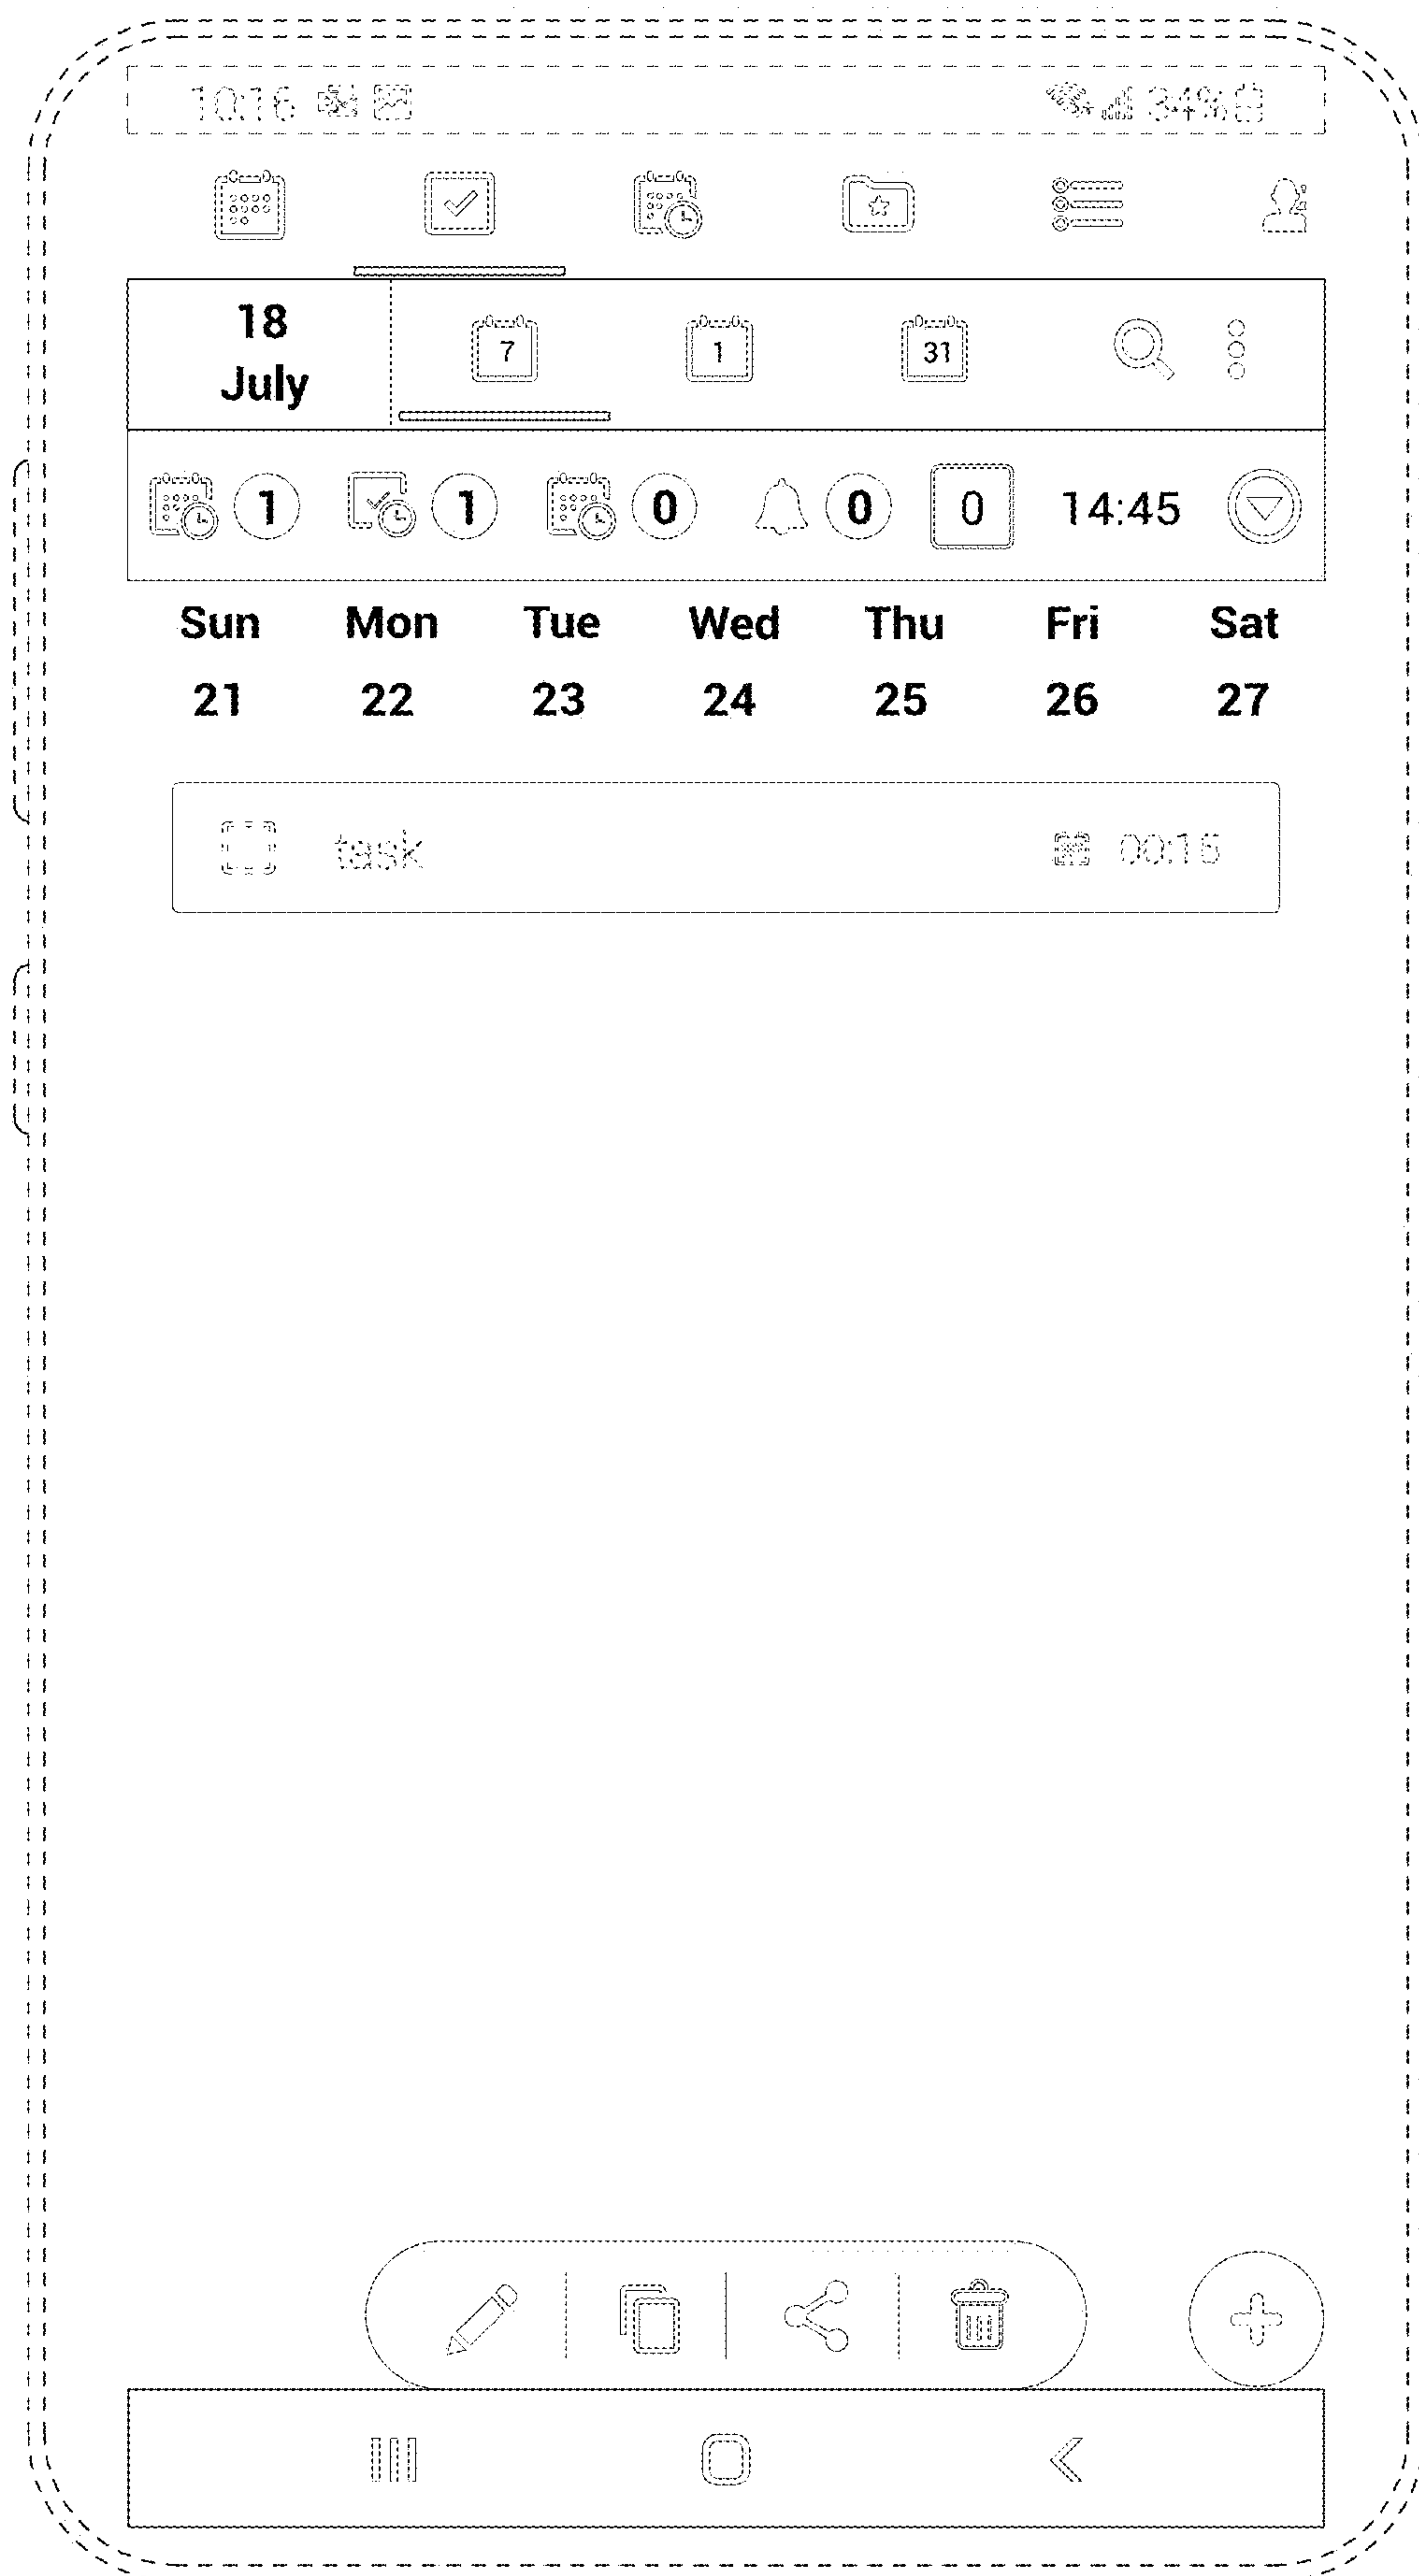 10:16 34%
18
July
7 1 31
1 1 0 0 0 14:45
Sun Mon Tue Wed Thu Fri Sat
21 22 23 24 25 26 27
task 00:15